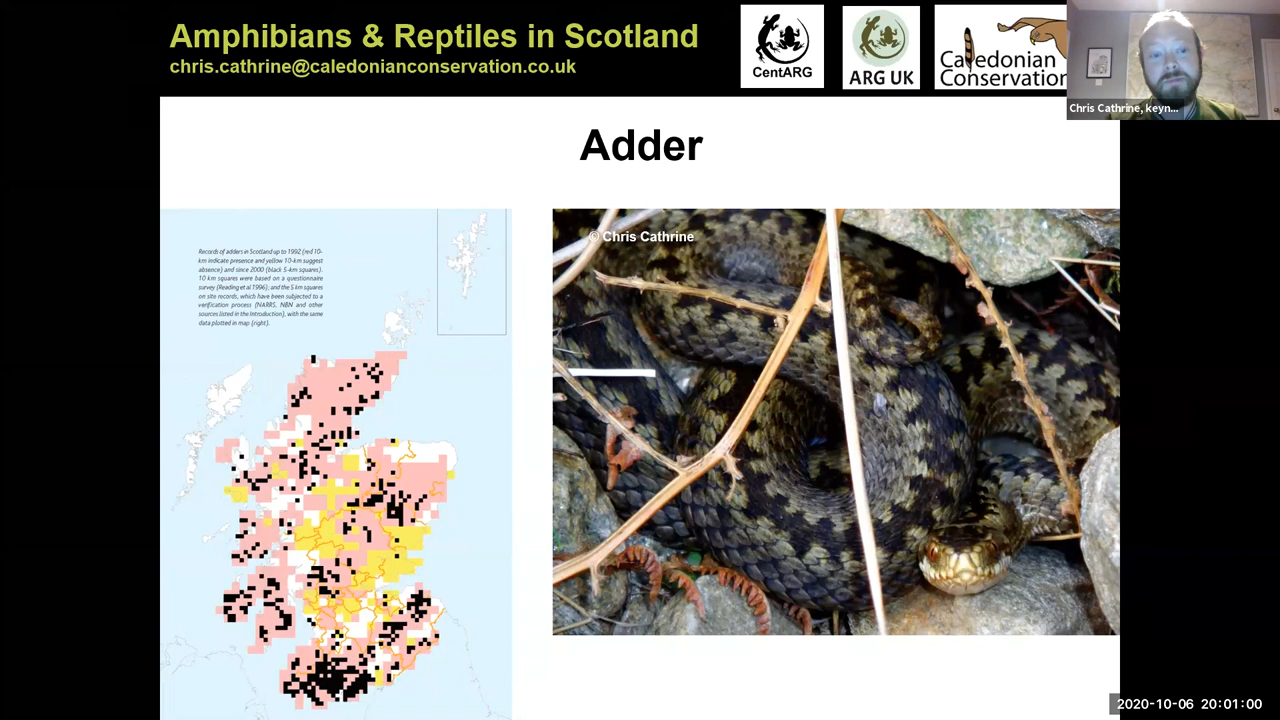 Amphibians & Reptiles in Scotland
chris.cathrine@caledonianconservation.co.uk
CentARG
ARG UK
Caledonian
Conservation
Chris Cathrine, keyn...
Adder
Records of adders in Scotland up to 1992 (red 10-
km indicate presence and yellow 10-km suggest
absence) and since 2000 (black 5-km squares).
10 km squares were based on a questionnaire
survey (Reading et al 1996); and the 5 km squares
on site records, which have been subjected to a
verification process (NARRS, NBN and other
sources listed in the Introduction), with the same
data plotted in map (right).
© Chris Cathrine
2020-10-06 20:01:00